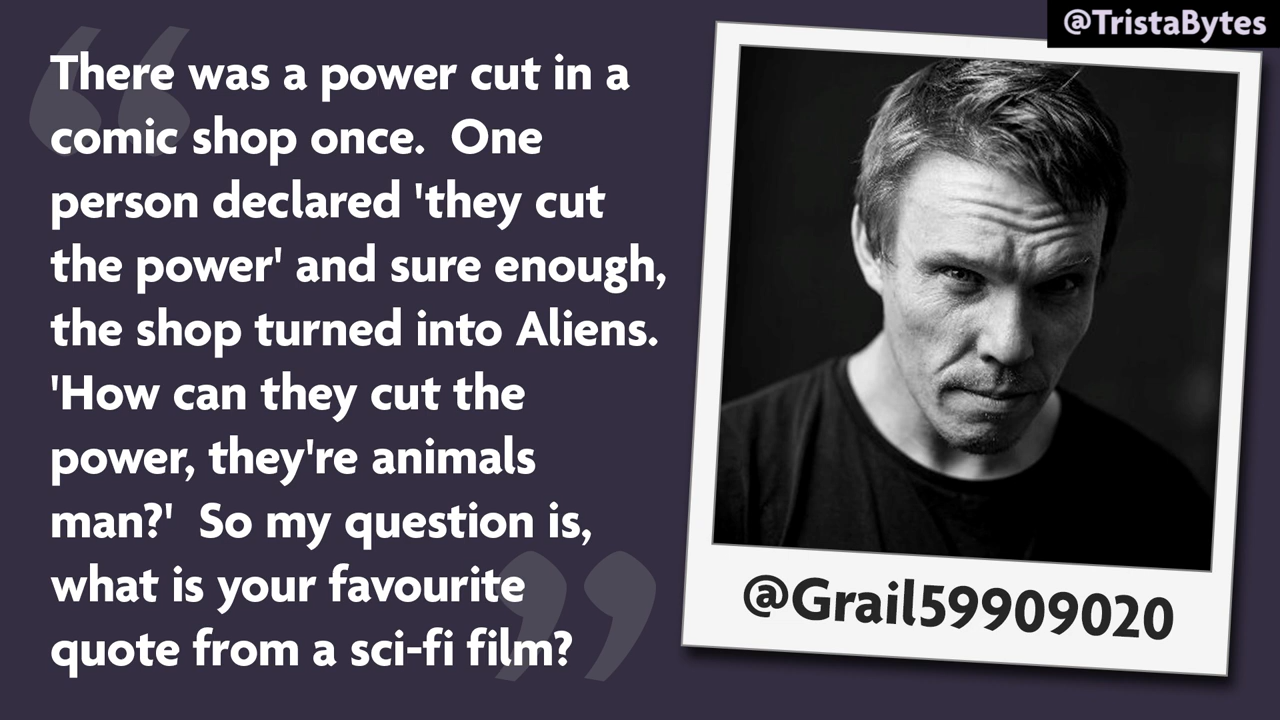 @TristaBytes
There was a power cut in a
comic shop once.  One
person declared 'they cut
the power' and sure enough,
the shop turned into Aliens.
'How can they cut the
power, they're animals
man?'  So my question is,
what is your favourite
quote from a sci-fi film?
@Grail59909020